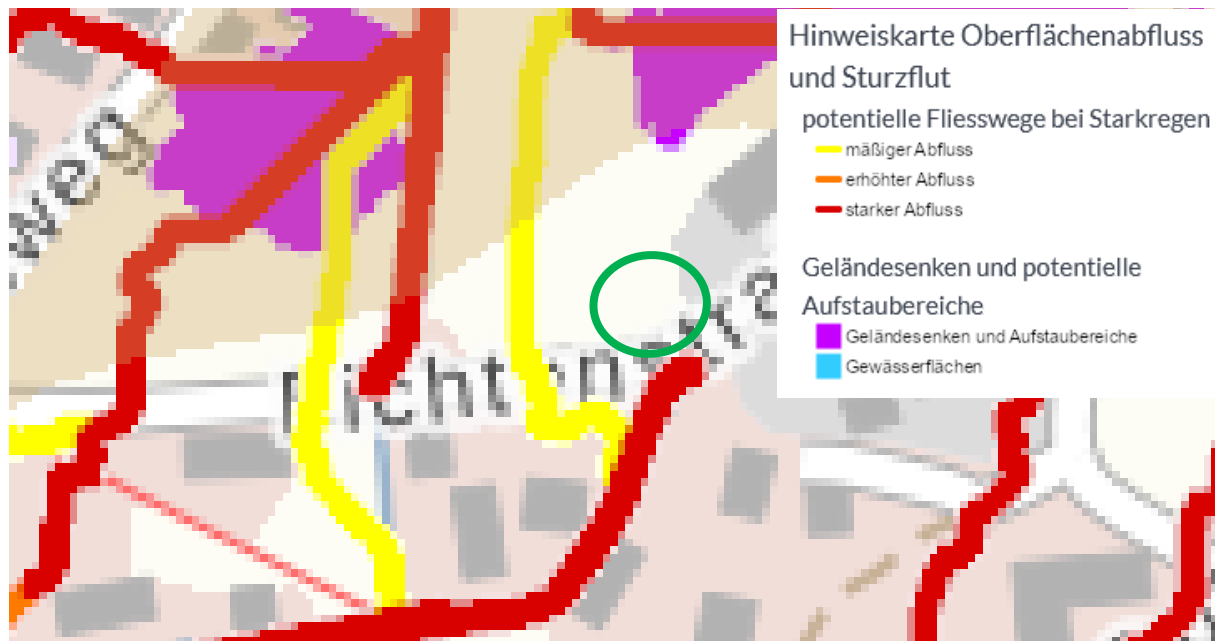 Hinweiskarte Oberflächenabfluss
und Sturzflut
potentielle Fliesswege bei Starkregen
mäßiger Abfluss
erhöhter Abfluss
starker Abfluss
Geländesenken und potentielle
Aufstaubereiche
Geländesenken und Aufstaubereiche
Gewässerflächen
weg